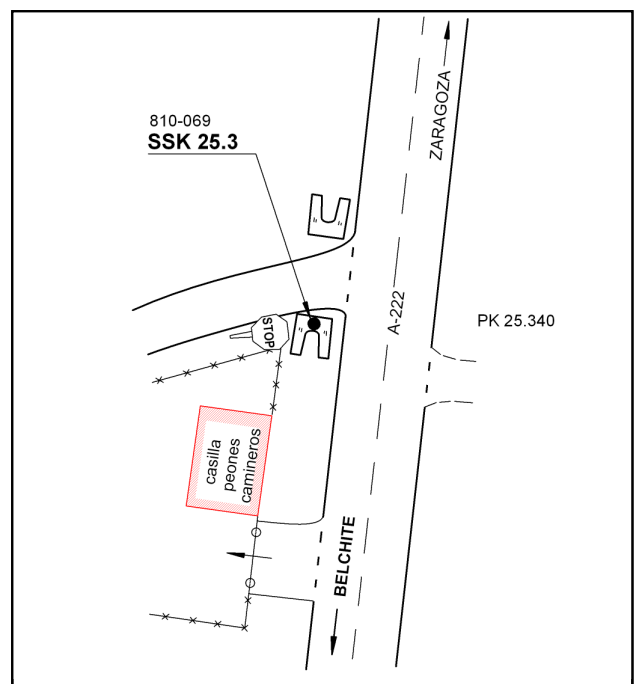 810-069
SSK 25.3
ZARAGOZA
A-222
PK 25.340
STOP
casilla
peones
camineros
BELCHITE